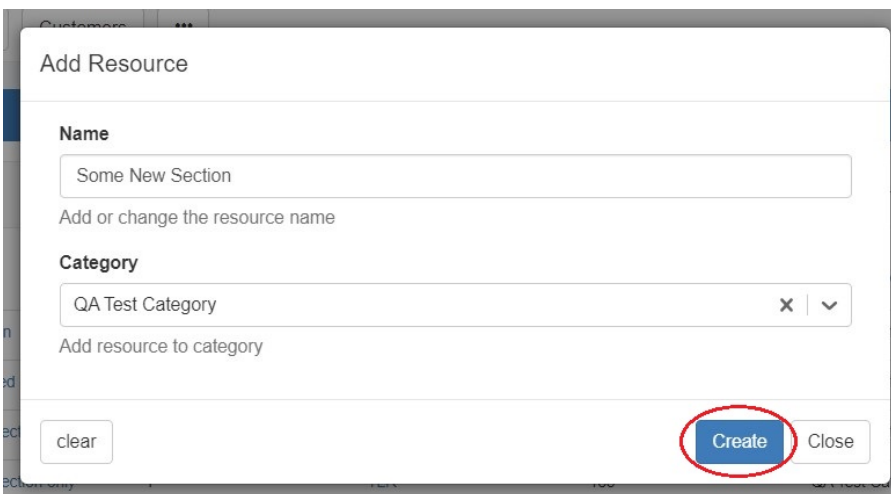 Customers
Add Resource
Name
Some New Section
Add or change the resource name
Category
QA Test Category
Add resource to category
clear
Create
Close